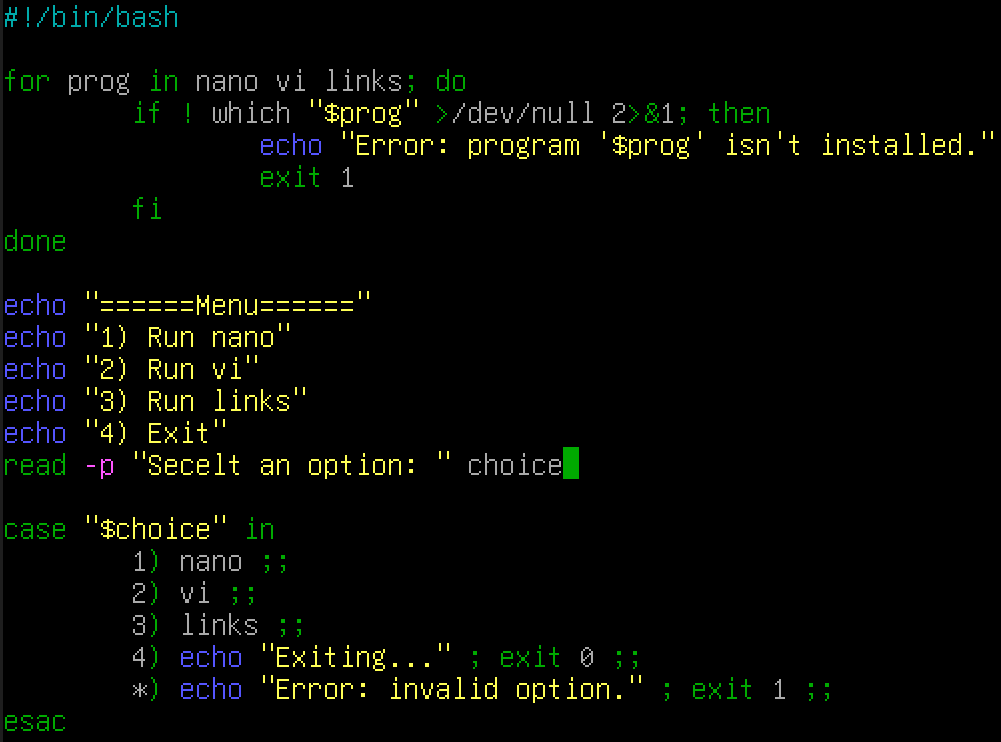 #!/bin/bash

for prog in nano vi links; do
        if ! which "$prog" >/dev/null 2>&1; then
                echo "Error: program '$prog' isn't installed."
                exit 1
        fi
done

echo "======Menu======"
echo "1) Run nano"
echo "2) Run vi"
echo "3) Run links"
echo "4) Exit"
read -p "Secelt an option: " choice

case "$choice" in
        1) nano ;;
        2) vi ;;
        3) links ;;
        4) echo "Exiting..." ; exit 0 ;;
        *) echo "Error: invalid option." ; exit 1 ;;
esac